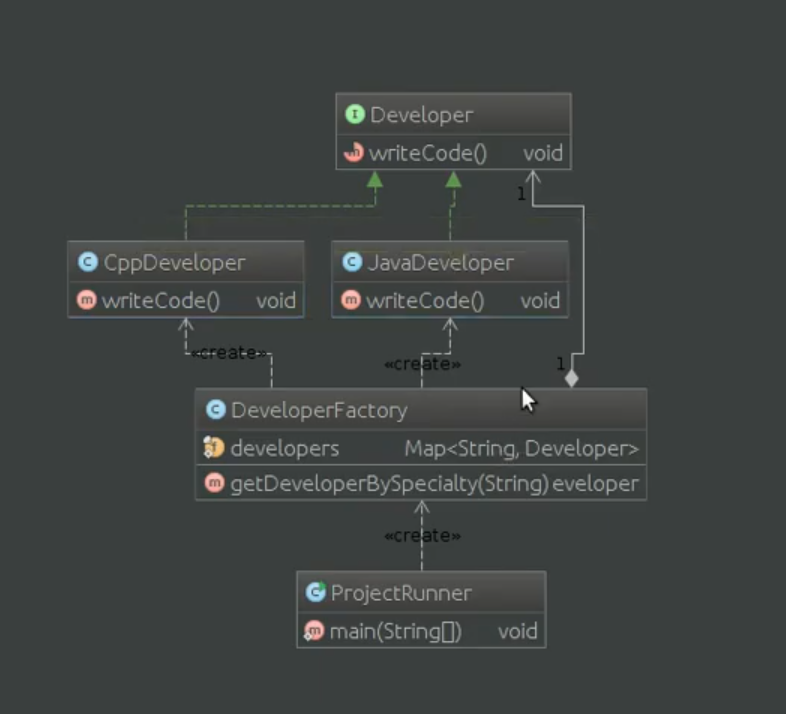 Developer
writeCode() void
1
CppDeveloper
JavaDeveloper
writeCode() void
writeCode() void
«create»
«create»
1
DeveloperFactory
developers Map<String, Developer>
getDeveloperBySpecialty(String) eveloper
«create»
ProjectRunner
main(String[]) void